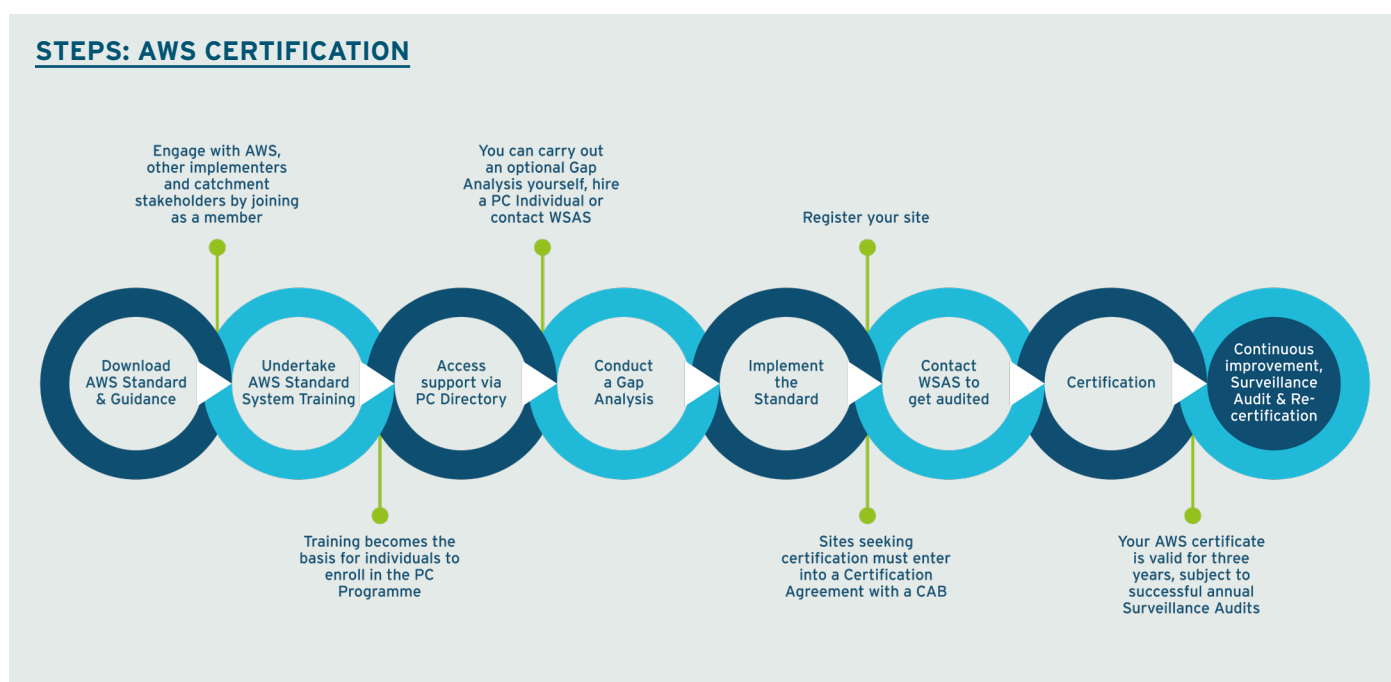 STEPS: AWS CERTIFICATION
Engage with AWS,
other implementers
and catchment
stakeholders by joining
as a member
You can carry out
an optional Gap
Analysis yourself, hire
a PC Individual or
contact WSAS
Register your site
Download
AWS Standard
& Guidance
Undertake
AWS Standard
System Training
Access
support via
PC Directory
Conduct
a Gap
Analysis
Implement
the
Standard
Contact
WSAS to
get audited
Certification
Continuous
improvement,
Surveillance
Audit & Re-
certification
Training becomes the
basis for individuals to
enroll in the PC
Programme
Sites seeking
certification must enter
into a Certification
Agreement with a CAB
Your AWS certificate
is valid for three
years, subject to
successful annual
Surveillance Audits